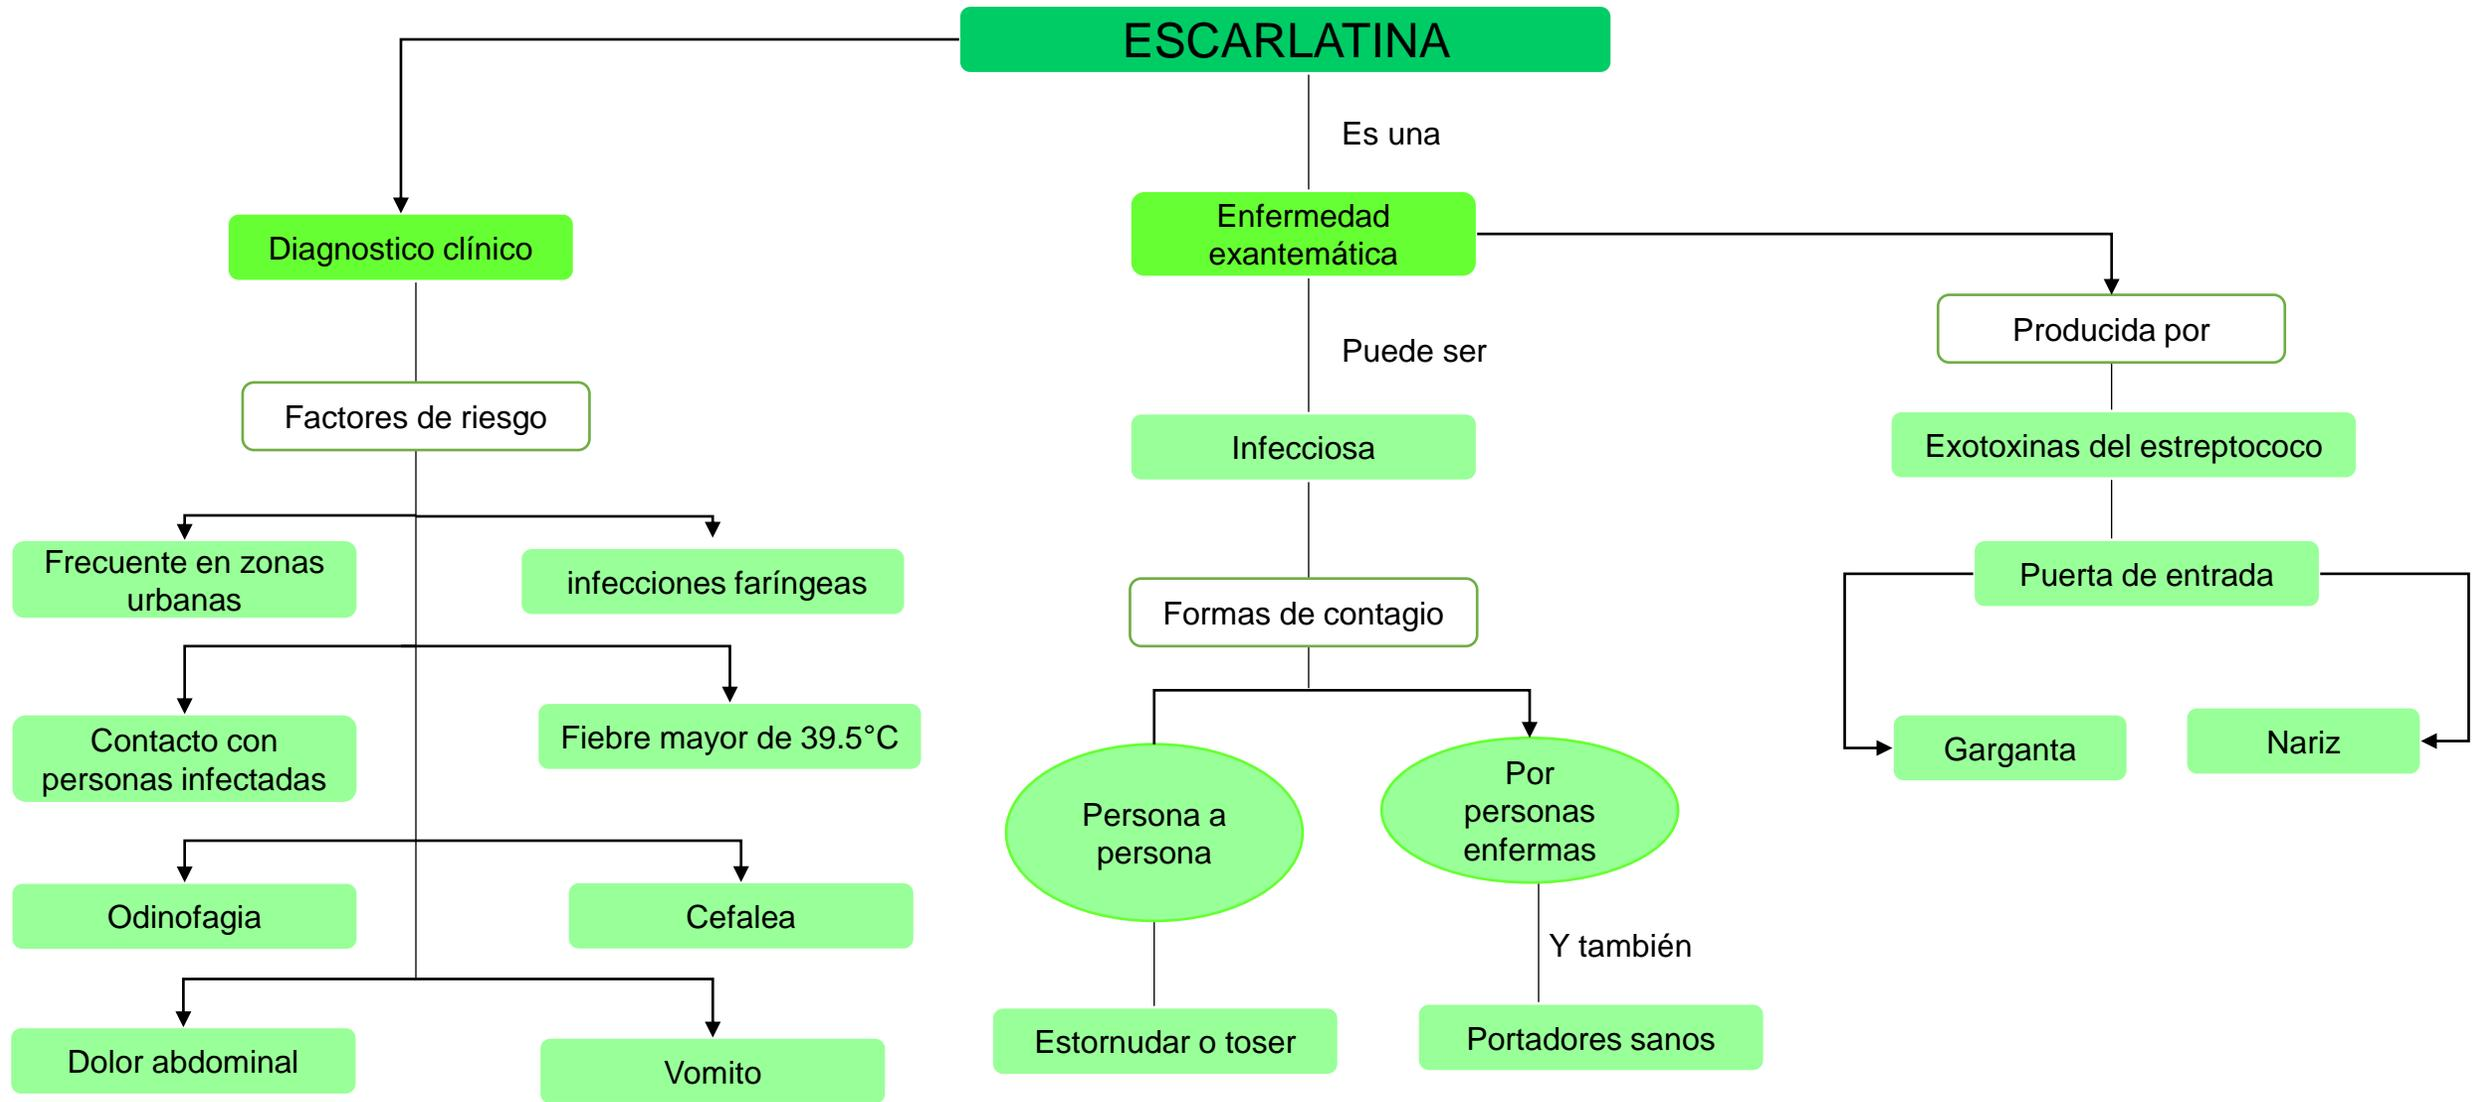 ESCARLATINA
Es una
Diagnostico clínico
Enfermedad
exantemática
Producida por
Puede ser
Factores de riesgo
Infecciosa
Exotoxinas del estreptococo
Frecuente en zonas
urbanas
infecciones faríngeas
Formas de contagio
Puerta de entrada
Contacto con
personas infectadas
Fiebre mayor de 39.5°C
Persona a
persona
Por
personas
enfermas
Garganta
Nariz
Odinofagia
Cefalea
Y también
Dolor abdominal
Vomito
Estornudar o toser
Portadores sanos